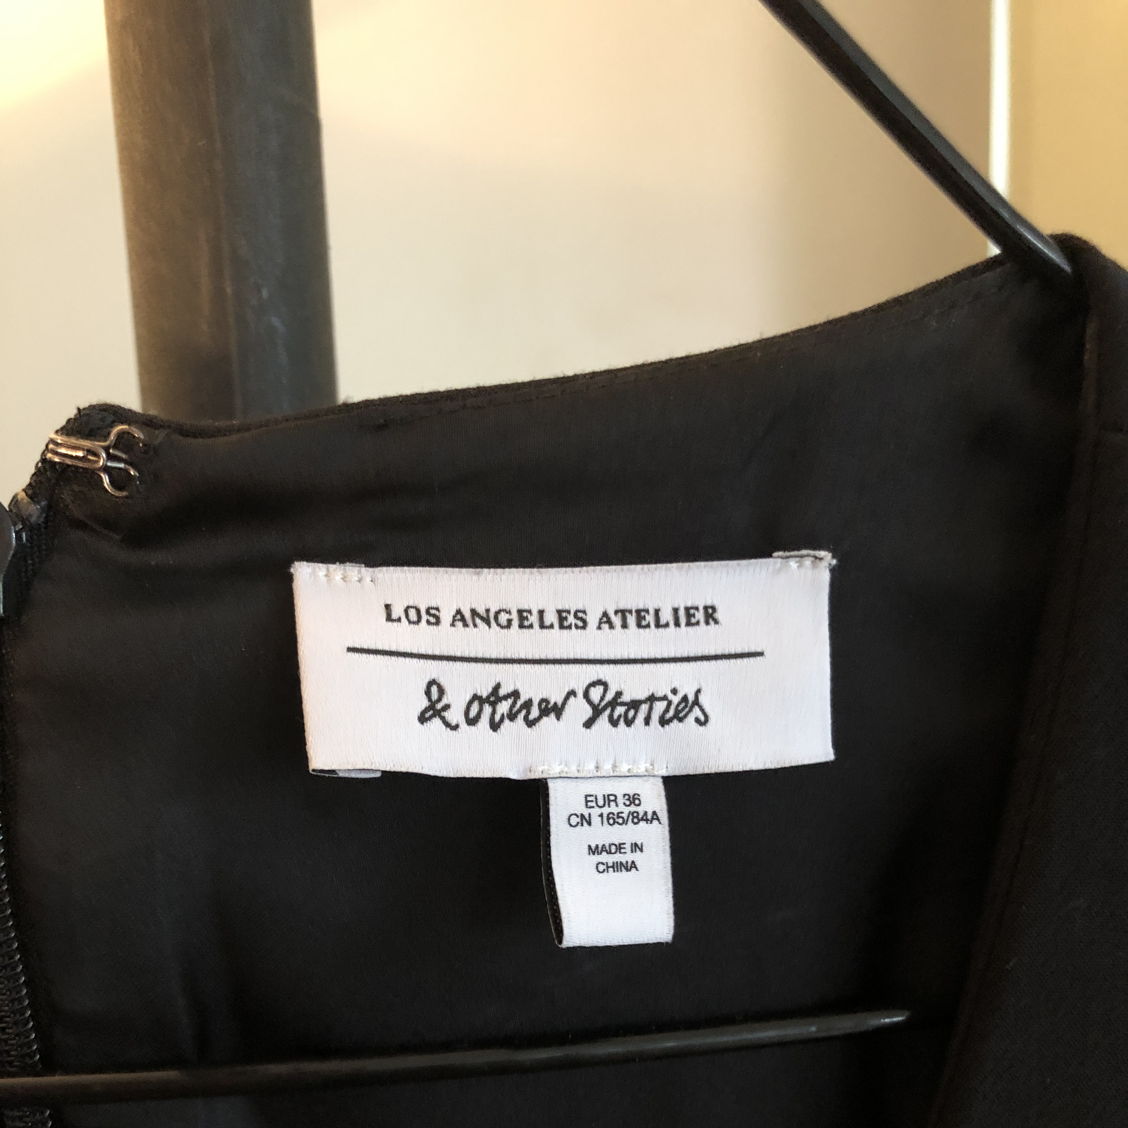 LOS ANGELES ATELIER
& other Stories
EUR 36
CN 165/84A
MADE IN
CHINA